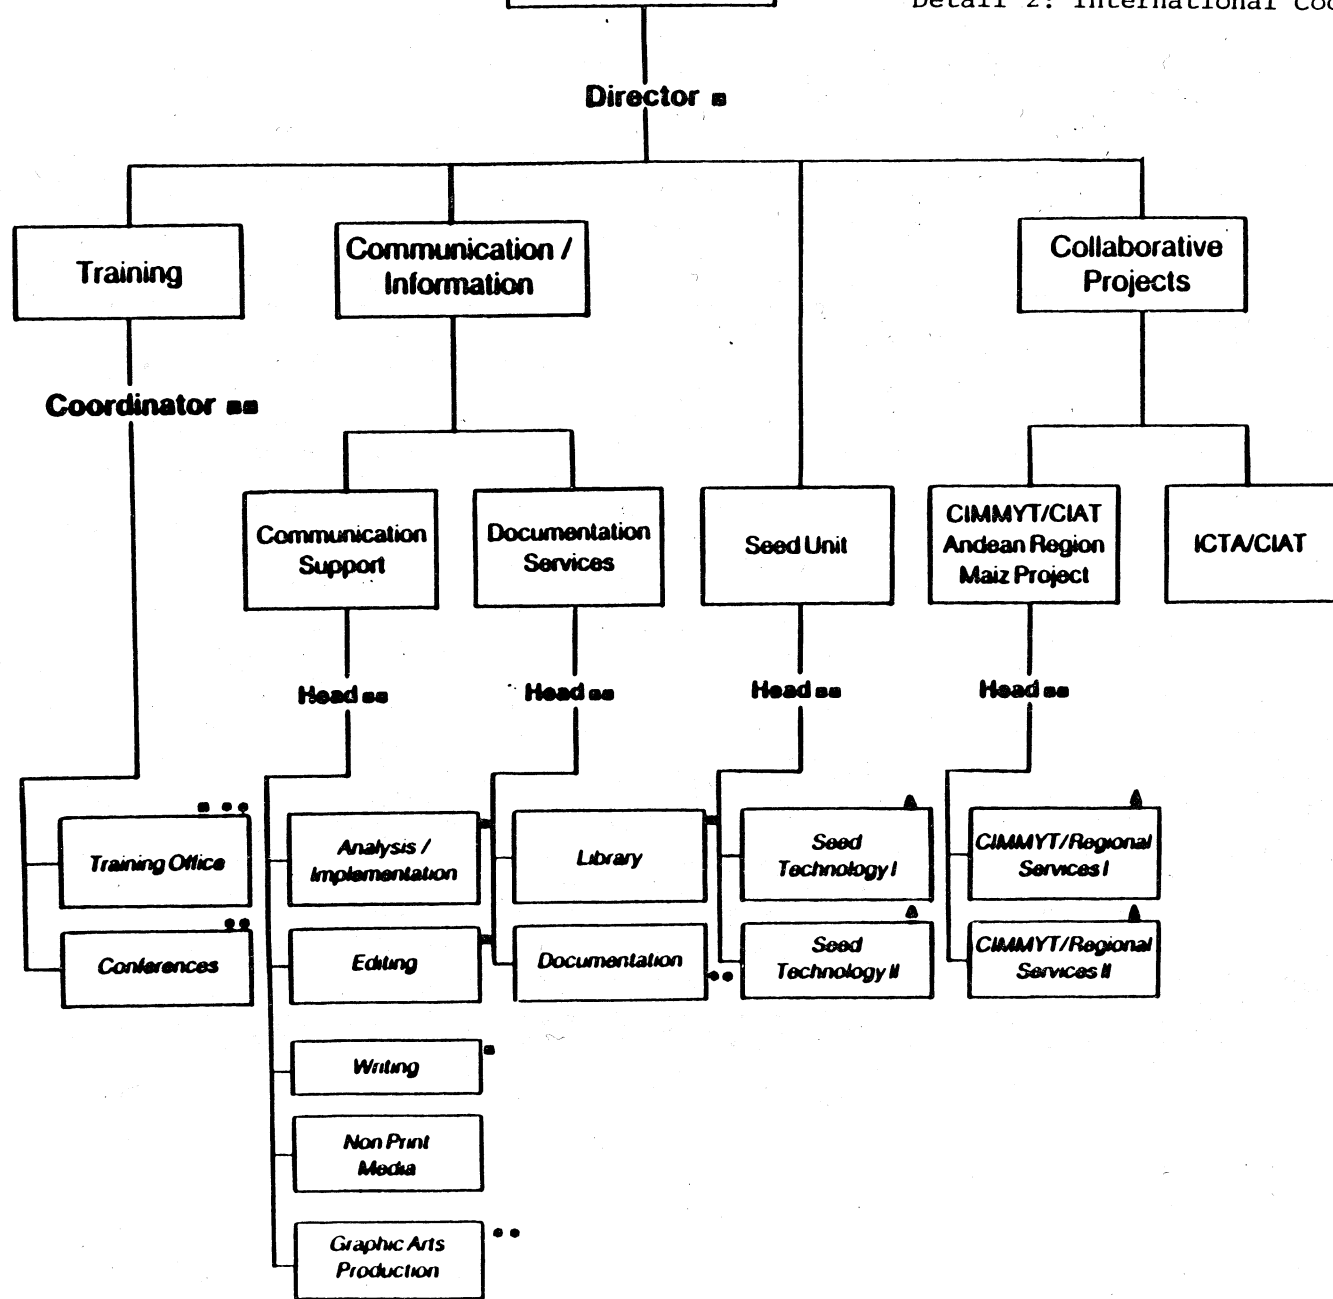 Detail 2: International
Director
Training
Communication /
Information
Collaborative
Projects
Coordinator
Communication
Support
Documentation
Services
Seed Unit
CIMMYT/CIAT
Andean Region
Maiz Project
ICTA/CIAT
Head
Head
Head
Head
Training Office
Conferences
Analysis /
Implementation
Editing
Writing
Non Print
Media
Graphic Arts
Production
Library
Documentation
Seed
Technology I
Seed
Technology II
CIMMYT/Regional
Services I
CIMMYT/Regional
Services II